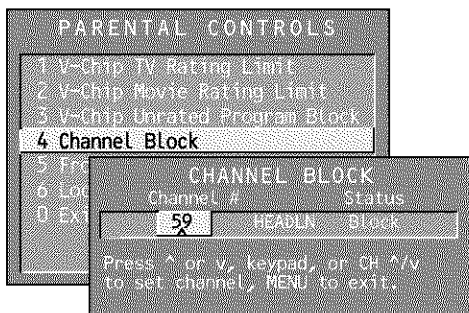 PARENTAL CONTROLS
1 V-Chip TV Rating Limit
2 V-Chip Movie Rating Limit
3 V-Chip Unrated Program Block
4 Channel Block
5 Fro
6 Loc
0 Exi
CHANNEL BLOCK
Channel # Status
59 HEADLN Block
Press ^ or v, keypad, or CH ^/v
to set channel, MENU to exit.